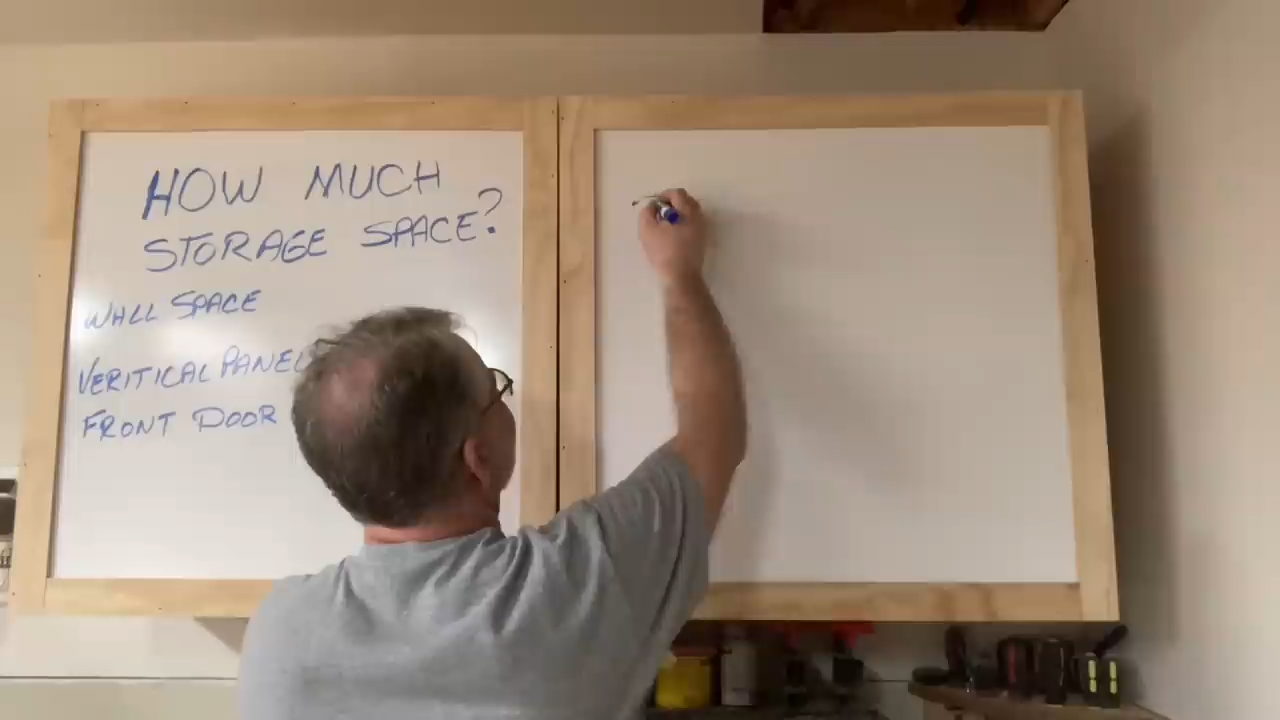 HOW MUCH
STORAGE SPACE?
WALL SPACE
VERITICAL PANEL
FRONT DOOR